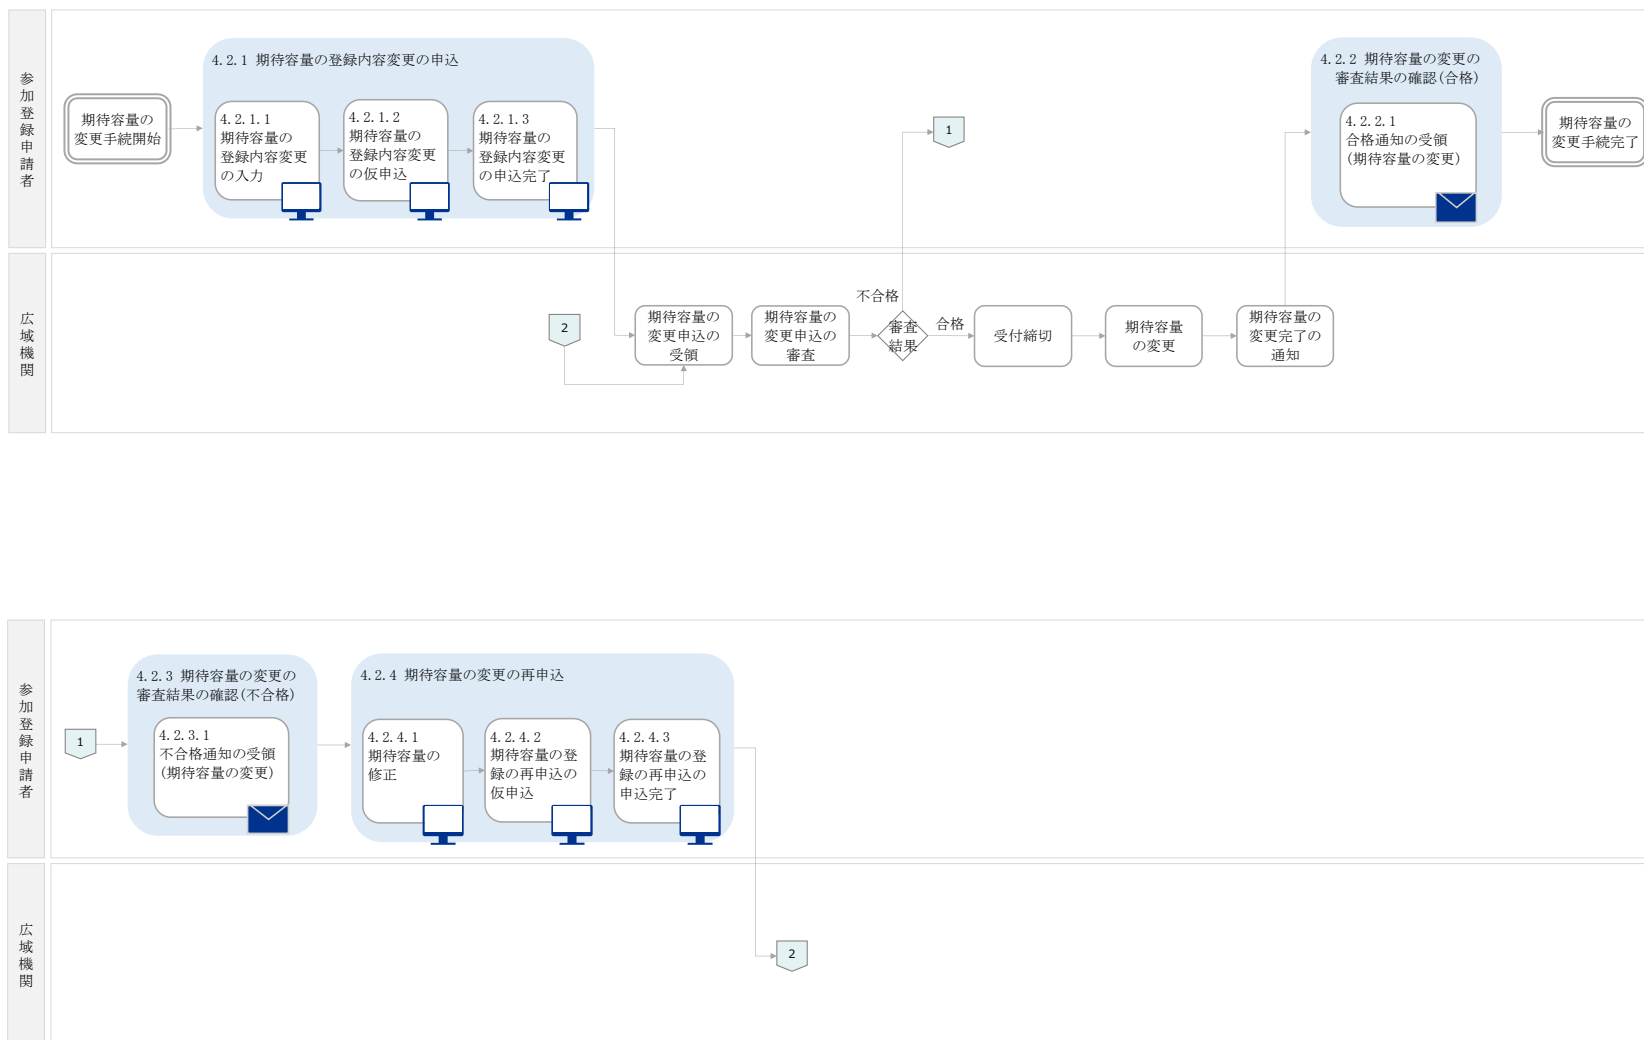 参加登録申請者
期待容量の
変更手続開始
4.2.1 期待容量の登録内容変更の申込
4.2.1.1
期待容量の
登録内容変更
の入力
4.2.1.2
期待容量の
登録内容変更
の仮申込
4.2.1.3
期待容量の
登録内容変更
の申込完了
1
4.2.2 期待容量の変更の
審査結果の確認(合格)
4.2.2.1
合格通知の受領
(期待容量の変更)
期待容量の
変更手続完了
広域機関
2
期待容量の
変更申込の
受領
期待容量の
変更申込の
審査
不合格
審査
結果
合格
受付締切
期待容量
の変更
期待容量の
変更完了の
通知
参加登録申請者
1
4.2.3 期待容量の変更の
審査結果の確認(不合格)
4.2.3.1
不合格通知の受領
(期待容量の変更)
4.2.4 期待容量の変更の再申込
4.2.4.1
期待容量の
修正
4.2.4.2
期待容量の登
録の再申込の
仮申込
4.2.4.3
期待容量の登
録の再申込の
申込完了
広域機関
2